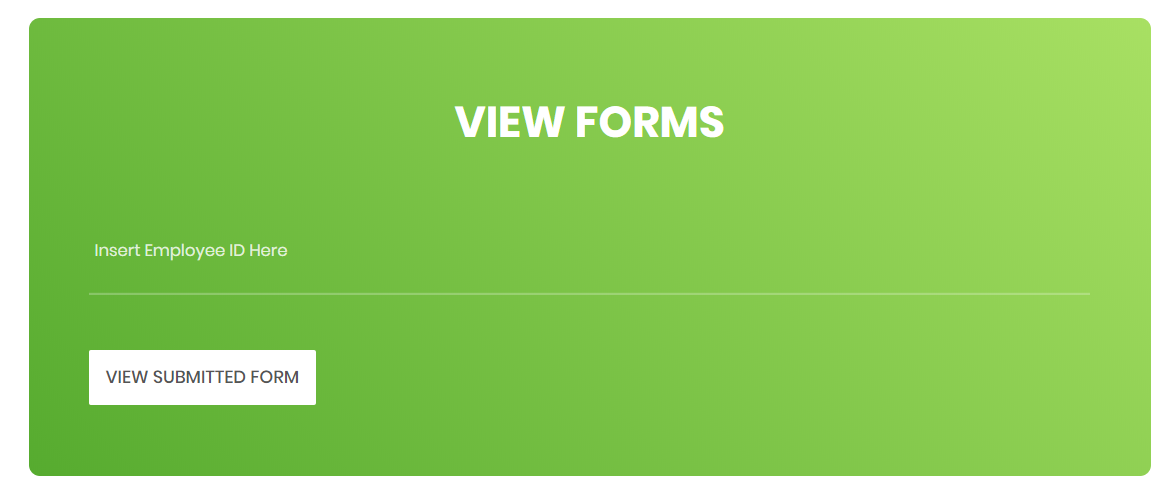 VIEW FORMS
Insert Employee ID Here
VIEW SUBMITTED FORM